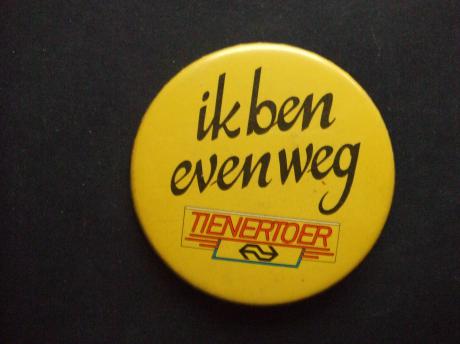 ik ben
even weg
TIENERTOER